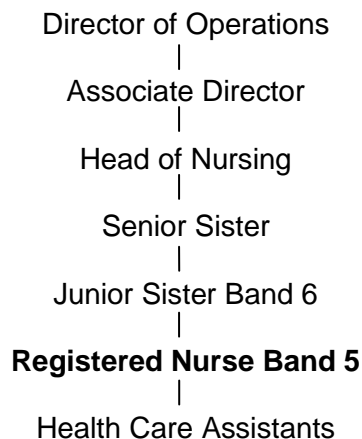 Director of Operations
Associate Director
Head of Nursing
Senior Sister
Junior Sister Band 6
Registered Nurse Band 5
Health Care Assistants